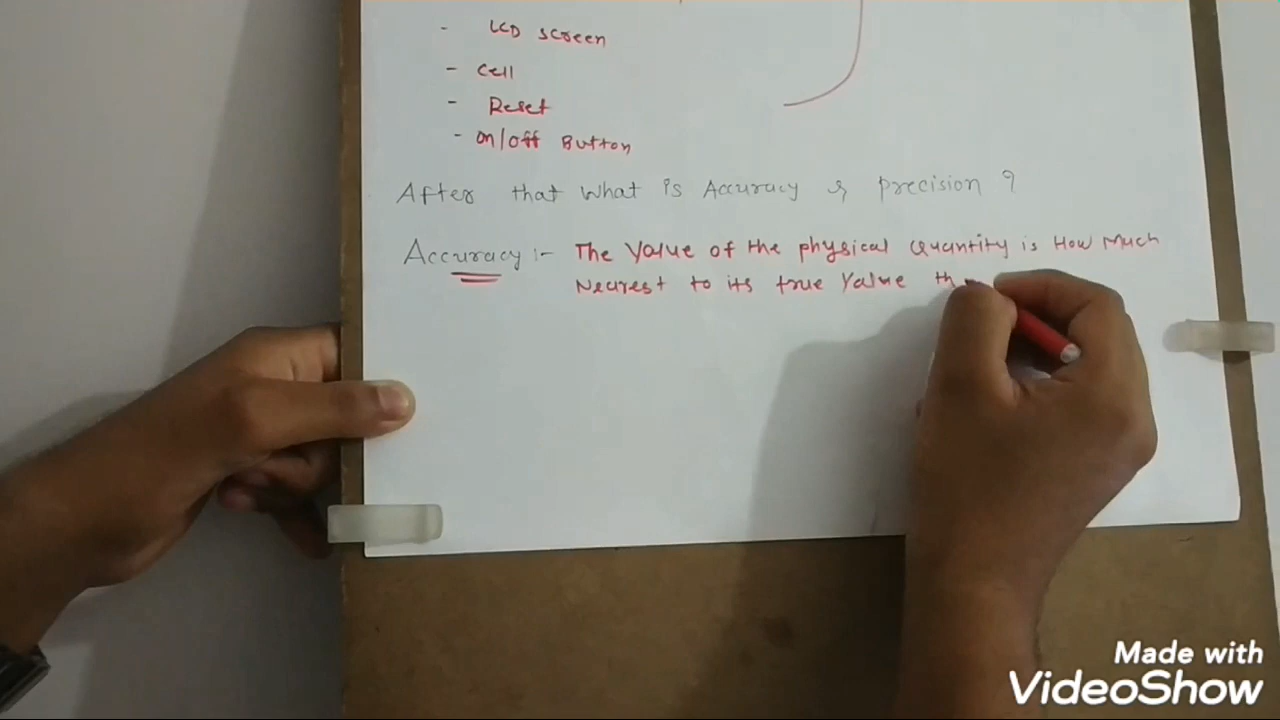 - LCD screen
- Cell
- Reset
- on/off Button
After that what is Accuracy & precision ?
Accuracy :- The Value of the physical Quantity is How Much
Nearest to its true Value
Made with
VideoShow